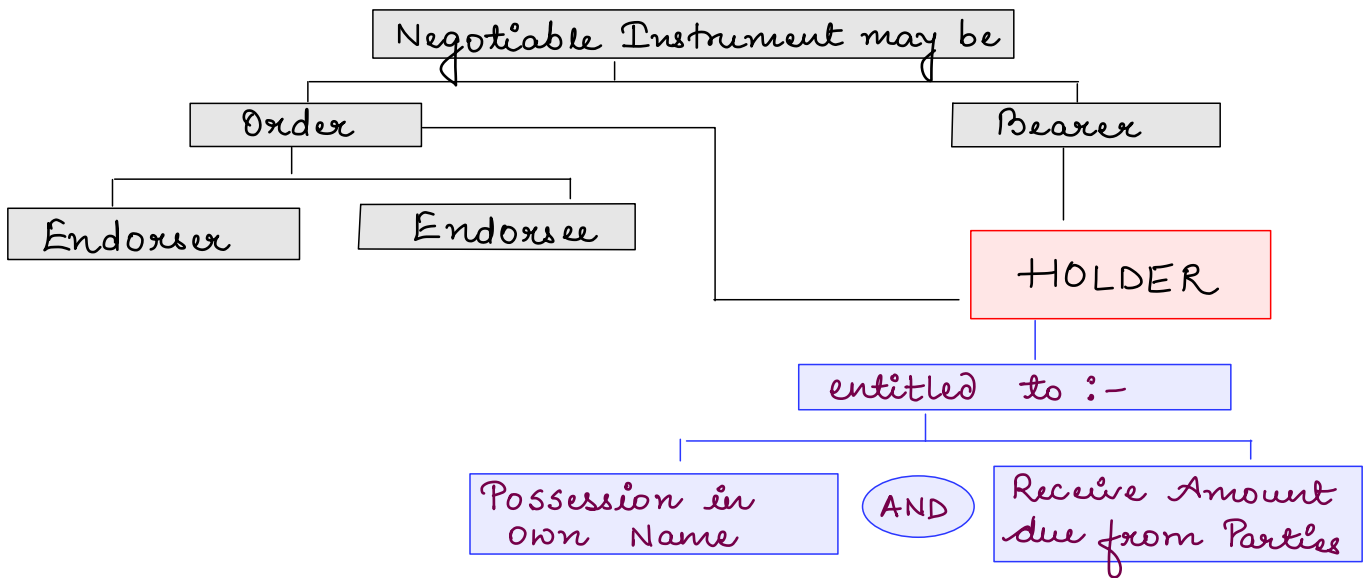 Negotiable Instrument may be
Order
Bearer
Endorser
Endorsee
HOLDER
entitled to :-
Possession in
own Name
AND
Receive Amount
due from Parties